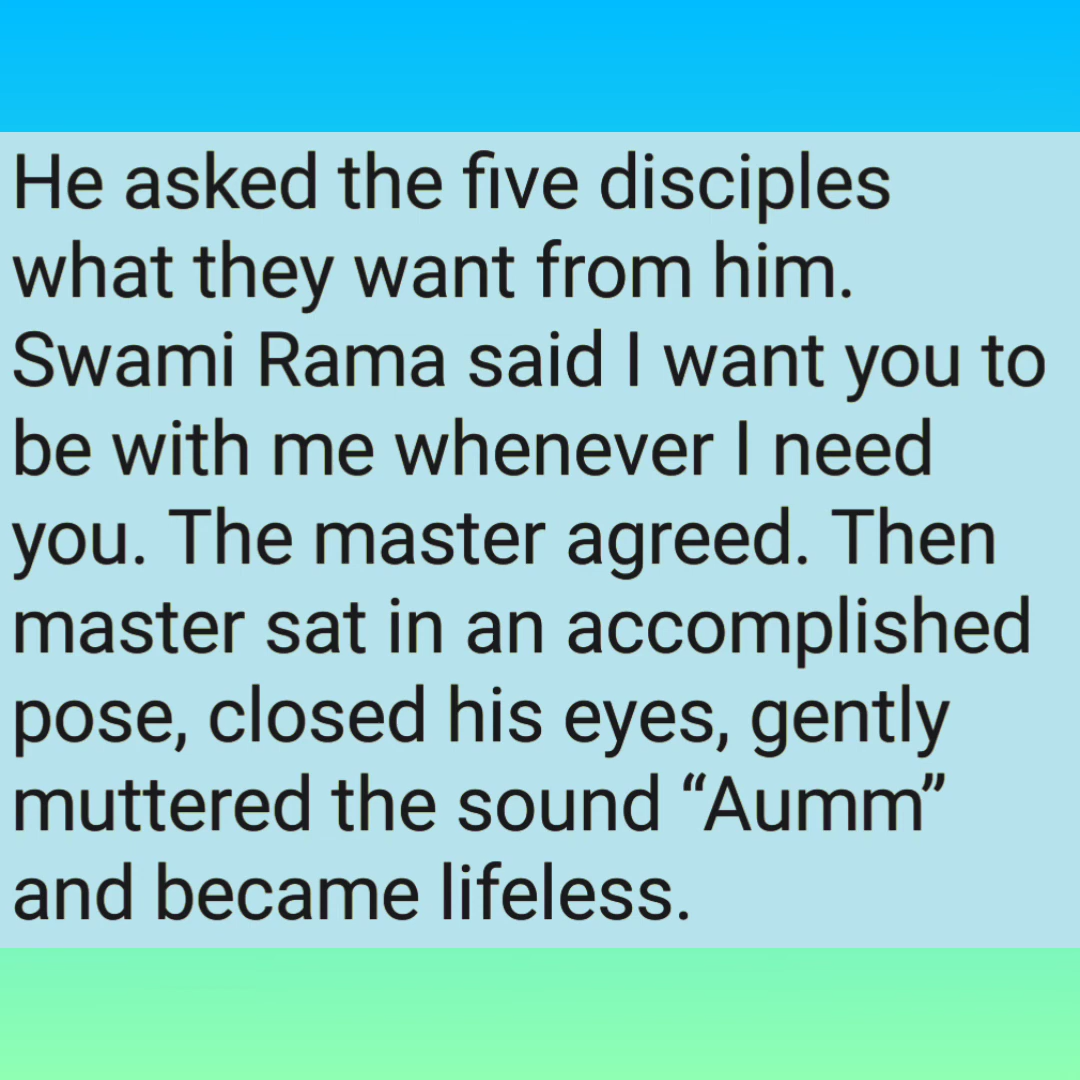 He asked the five disciples
what they want from him.
Swami Rama said I want you to
be with me whenever I need
you. The master agreed. Then
master sat in an accomplished
pose, closed his eyes, gently
muttered the sound “Aumm”
and became lifeless.